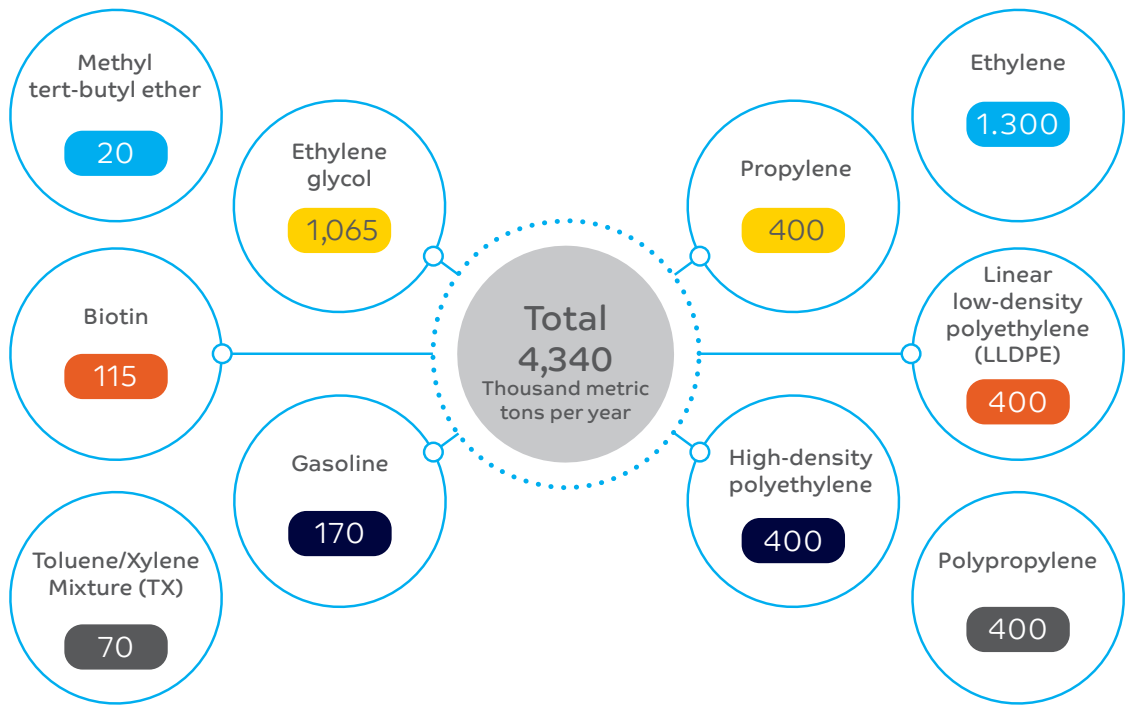 Methyl
tert-butyl ether
20
Ethylene
glycol
1,065
Biotin
115
Gasoline
170
Toluene/Xylene
Mixture (TX)
70
Total
4,340
Thousand metric
tons per year
Propylene
400
Ethylene
1.300
Linear
low-density
polyethylene
(LLDPE)
400
High-density
polyethylene
400
Polypropylene
400